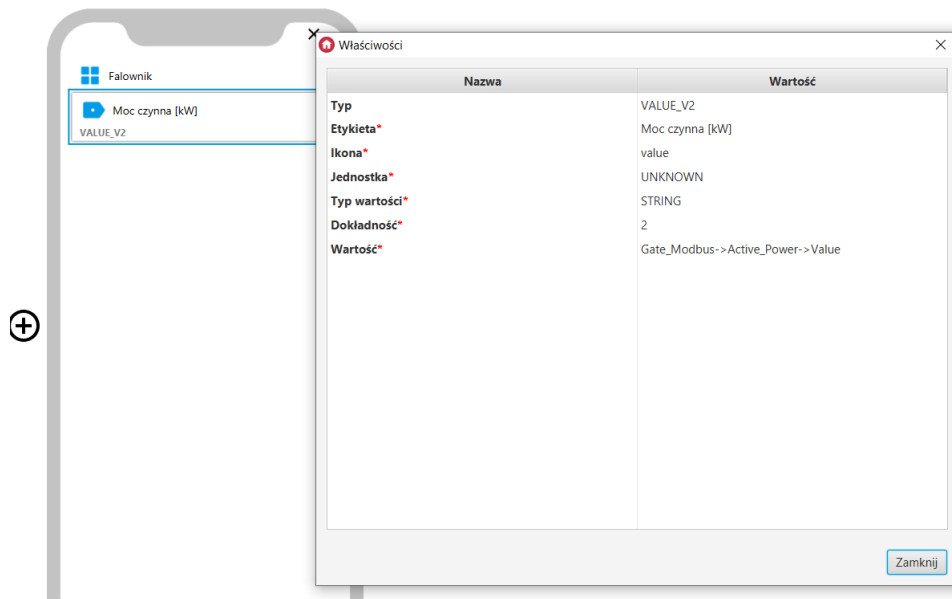 Falownik
Moc czynna [kW]
VALUE_V2
Właściwości
Nazwa Wartość
Typ VALUE_V2
Etykieta* Moc czynna [kW]
Ikona* value
Jednostka* UNKNOWN
Typ wartości* STRING
Dokładność* 2
Wartość* Gate_Modbus->Active_Power->Value
Zamknij